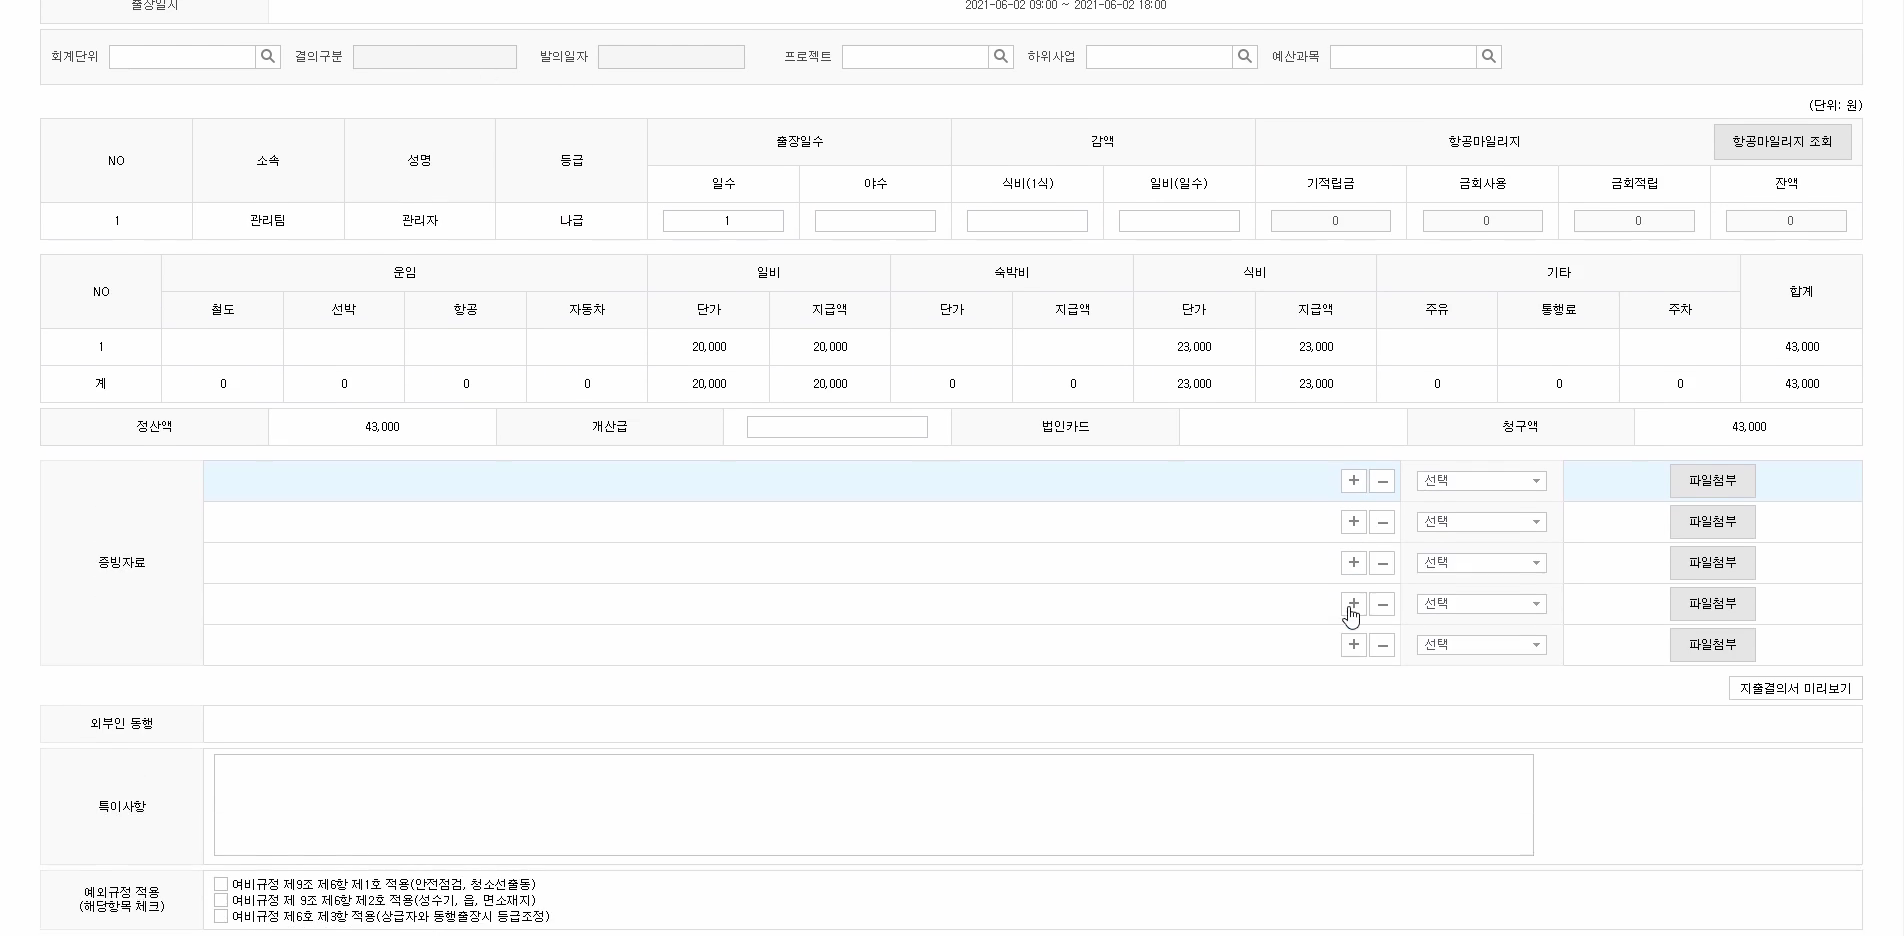 출장일시 2021-06-02 09:00 ~ 2021-06-02 18:00
회계단위 결의구분 발의일자 프로젝트 하위사업 예산과목
(단위: 원)
NO 소속 성명 등급 출장일수 감액 항공마일리지 항공마일리지 조회
일수 야수 식비(1식) 일비(일수) 기적립금 금회사용 금회적립 잔액
1 관리팀 관리자 나급 1 0 0 0 0
NO 운임 일비 숙박비 식비 기타 합계
철도 선박 항공 자동차 단가 지급액 단가 지급액 단가 지급액 주유 통행료 주차
1 20,000 20,000 23,000 23,000 43,000
계 0 0 0 0 20,000 20,000 0 0 23,000 23,000 0 0 0 43,000
정산액 43,000 개산급 법인카드 청구액 43,000
증빙자료
+ − 선택 파일첨부
+ − 선택 파일첨부
+ − 선택 파일첨부
+ − 선택 파일첨부
+ − 선택 파일첨부
지출결의서 미리보기
외부인 동행
특이사항
예외규정 적용
(해당항목 체크)
여비규정 제9조 제6항 제1호 적용(안전점검, 청소선출동)
여비규정 제 9조 제6항 제2호 적용(성수기, 읍, 면소재지)
여비규정 제6호 제3항 적용(상급자와 동행출장시 등급조정)